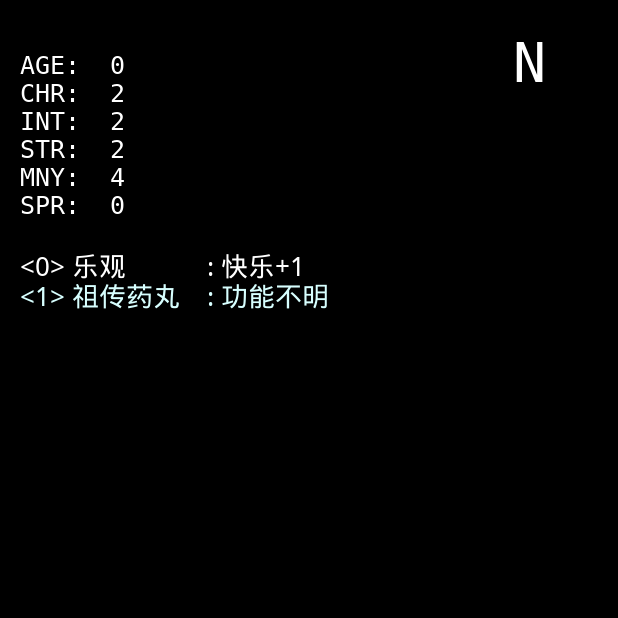 N
AGE: 0
CHR: 2
INT: 2
STR: 2
MNY: 4
SPR: 0
<0> 乐观 : 快乐+1
<1> 祖传药丸 : 功能不明